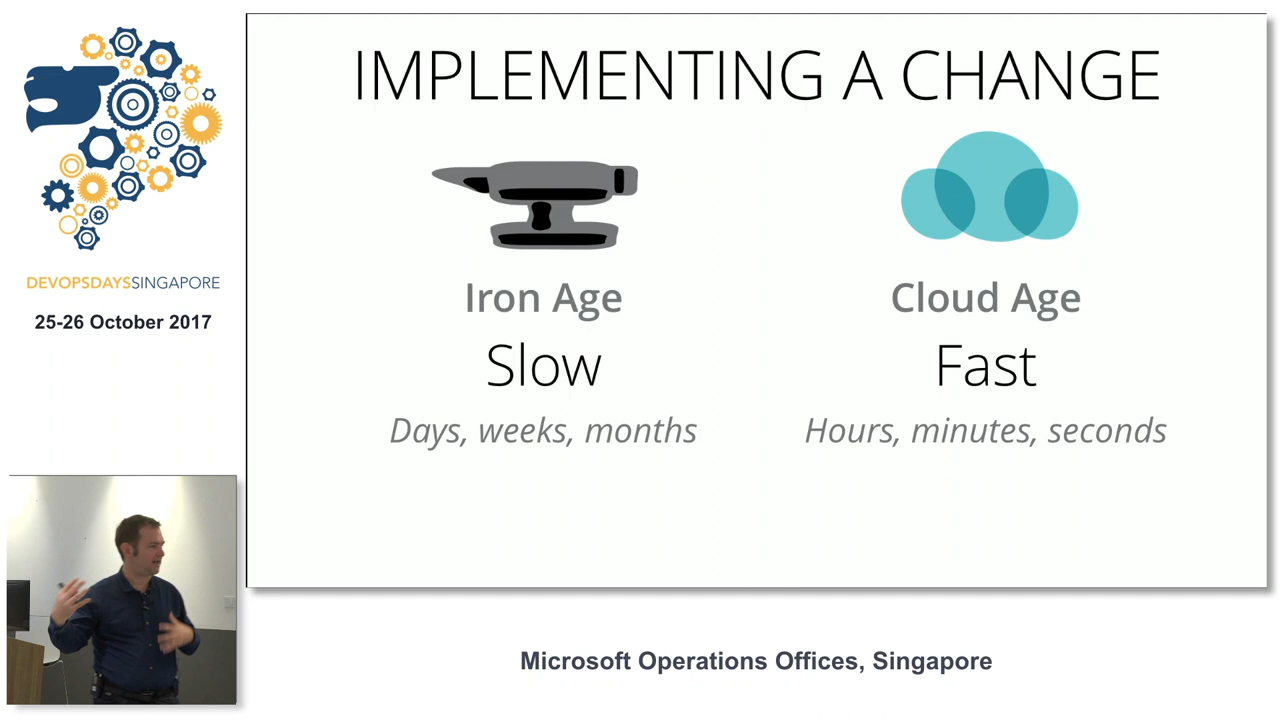 IMPLEMENTING A CHANGE
Iron Age
Slow
Days, weeks, months
Cloud Age
Fast
Hours, minutes, seconds
DEVOPSDAYSSINGAPORE
25-26 October 2017
Microsoft Operations Offices, Singapore